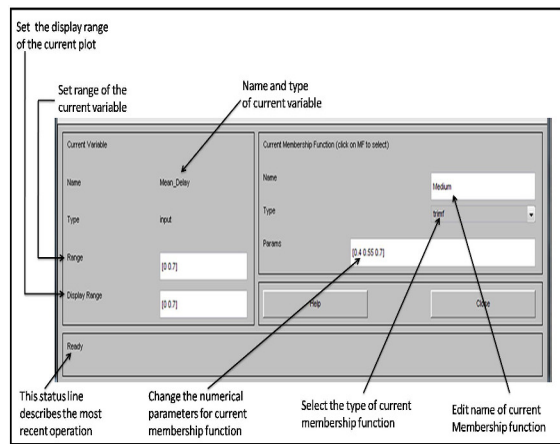 Set the display range
of the current plot
Set range of the
current variable
Name and type
of current variable
Current Variable
Name
Mean_Delay
Type
input
Range
[0 0.7]
Display Range
[0 0.7]
Current Membership Function (click on MF to select)
Name
Medium
Type
trimf
Params
[0.4 0.55 0.7]
Help
Close
Ready
This status line
describes the most
recent operation
Change the numerical
parameters for current
membership function
Select the type of current
membership function
Edit name of current
Membership function